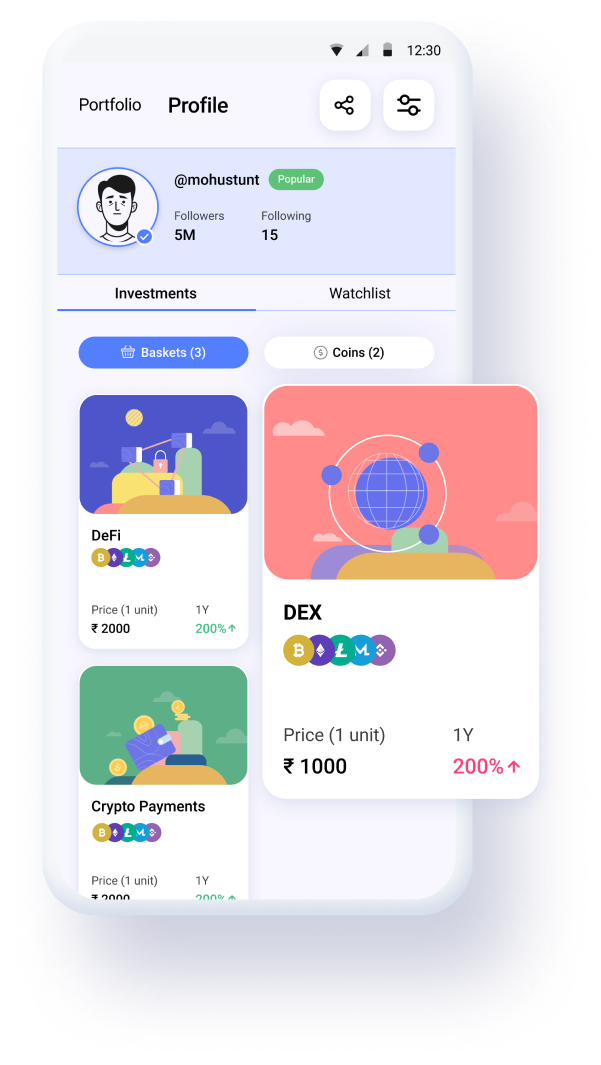 12:30
Portfolio Profile
@mohustunt Popular
Followers Following
5M 15
Investments Watchlist
Baskets (3) Coins (2)
DeFi
Price (1 unit) 1Y
₹ 2000 200%
DEX
Price (1 unit) 1Y
₹ 1000 200%
Crypto Payments
Price (1 unit) 1Y
₹ 2000 200%